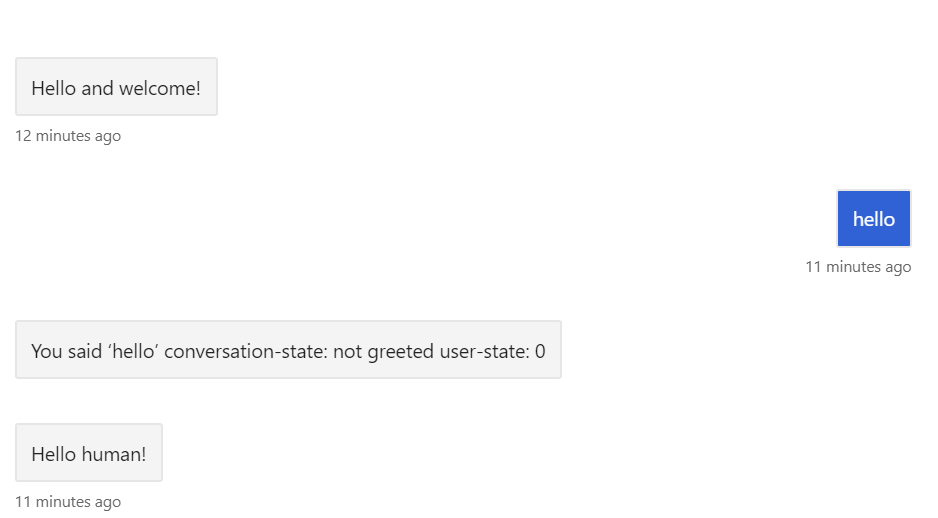 Hello and welcome!
12 minutes ago
hello
11 minutes ago
You said ‘hello’ conversation-state: not greeted user-state: 0
Hello human!
11 minutes ago